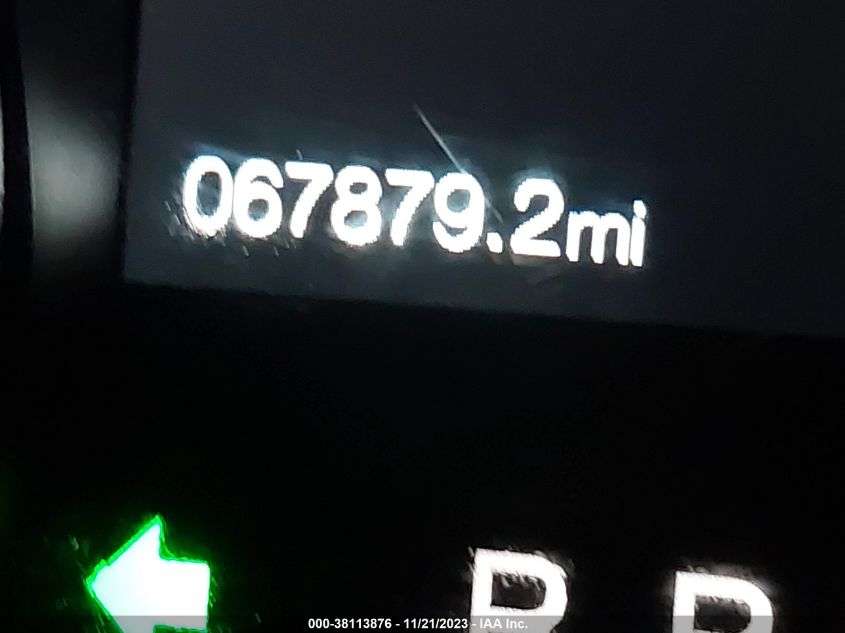 067879.2mi
P R
000-38113876 - 11/21/2023 - IAA Inc.